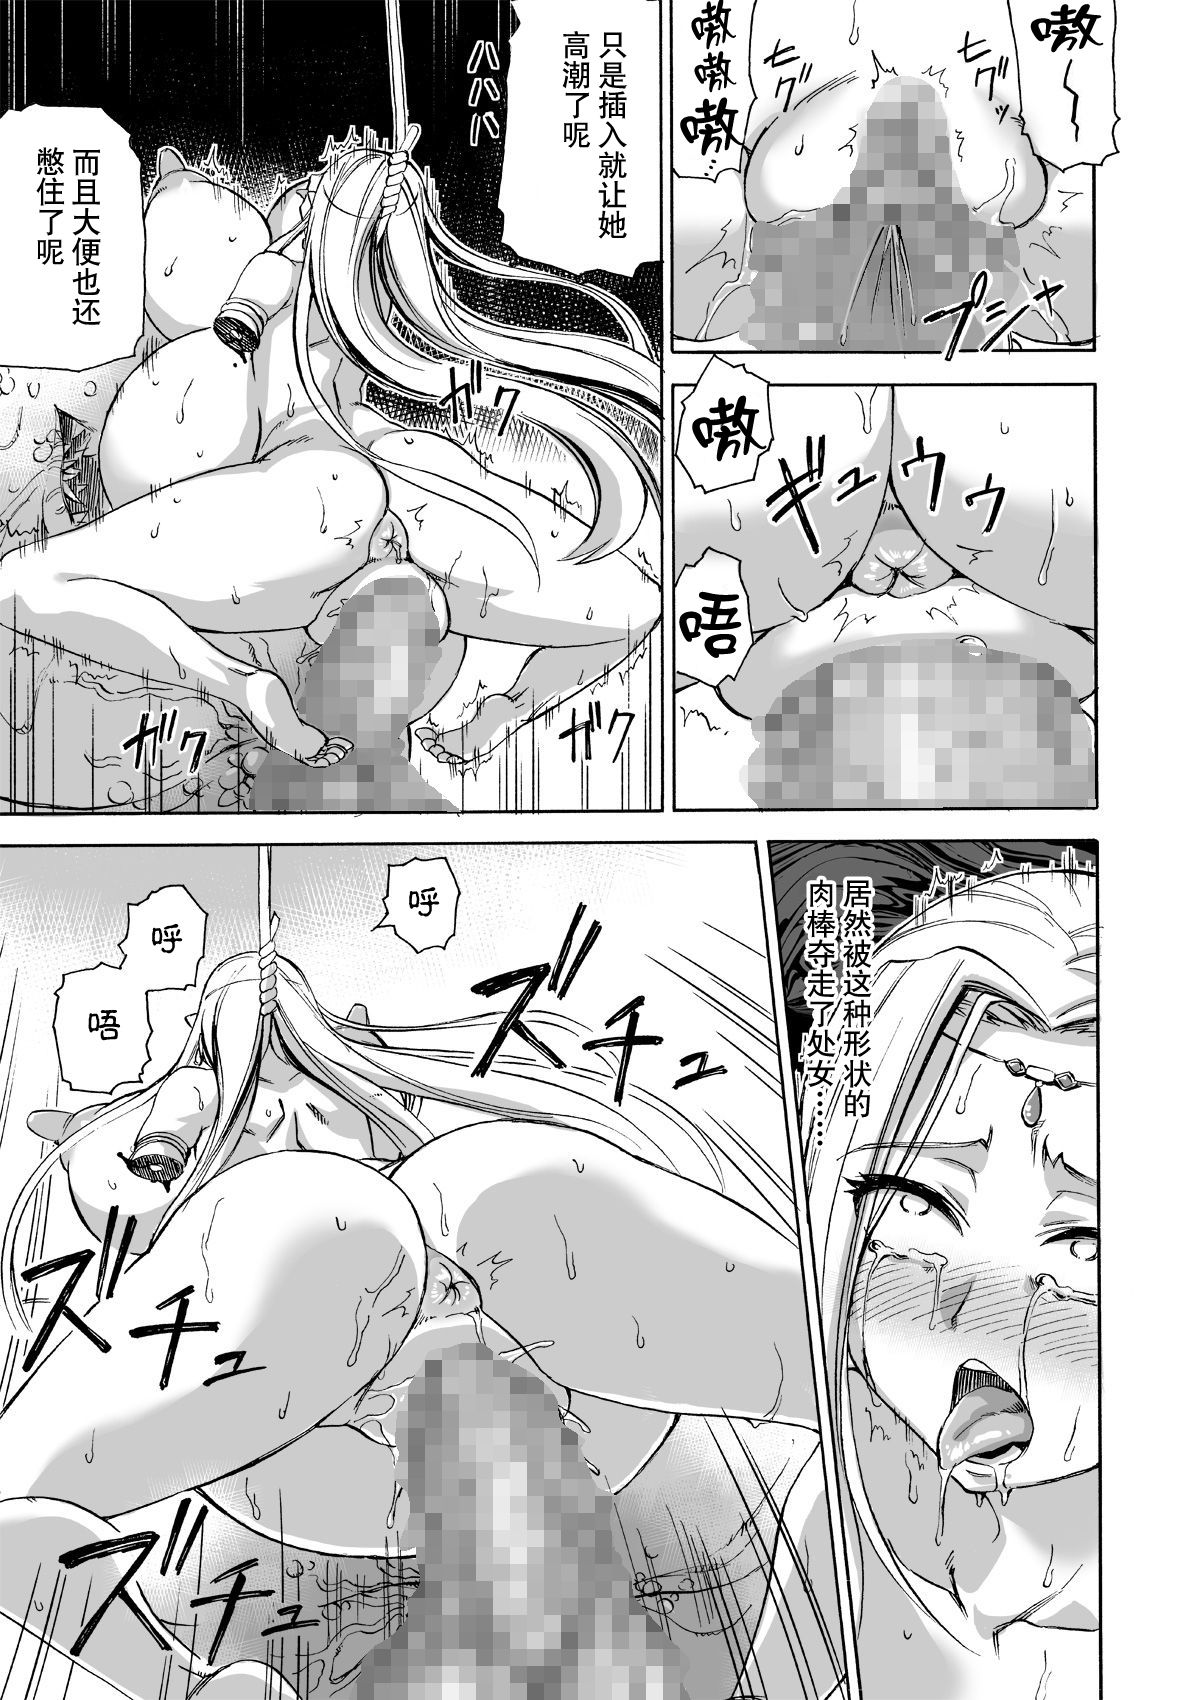 嗷～
ヒグッ
ヒグッ
嗷
嗷
嗷…
プシャ
只是插入就让她
高潮了呢
ハハハ
而且大便也还
憋住了呢
ガク
ガク
嗷
ギュウゥ
唔
居然被这种形状的
肉棒夺走了处女……
呼
呼
唔
ズチュ
ズチュ
ズチュ